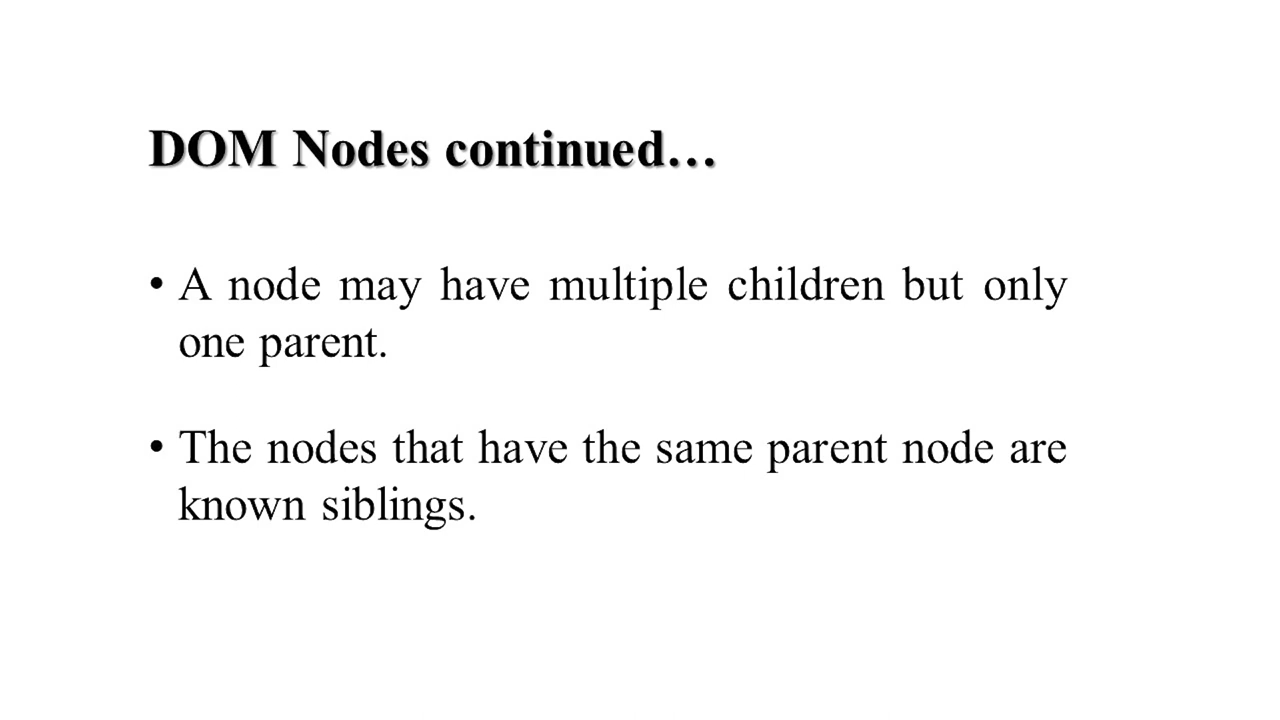 DOM Nodes continued…
• A node may have multiple children but only
one parent.
• The nodes that have the same parent node are
known siblings.